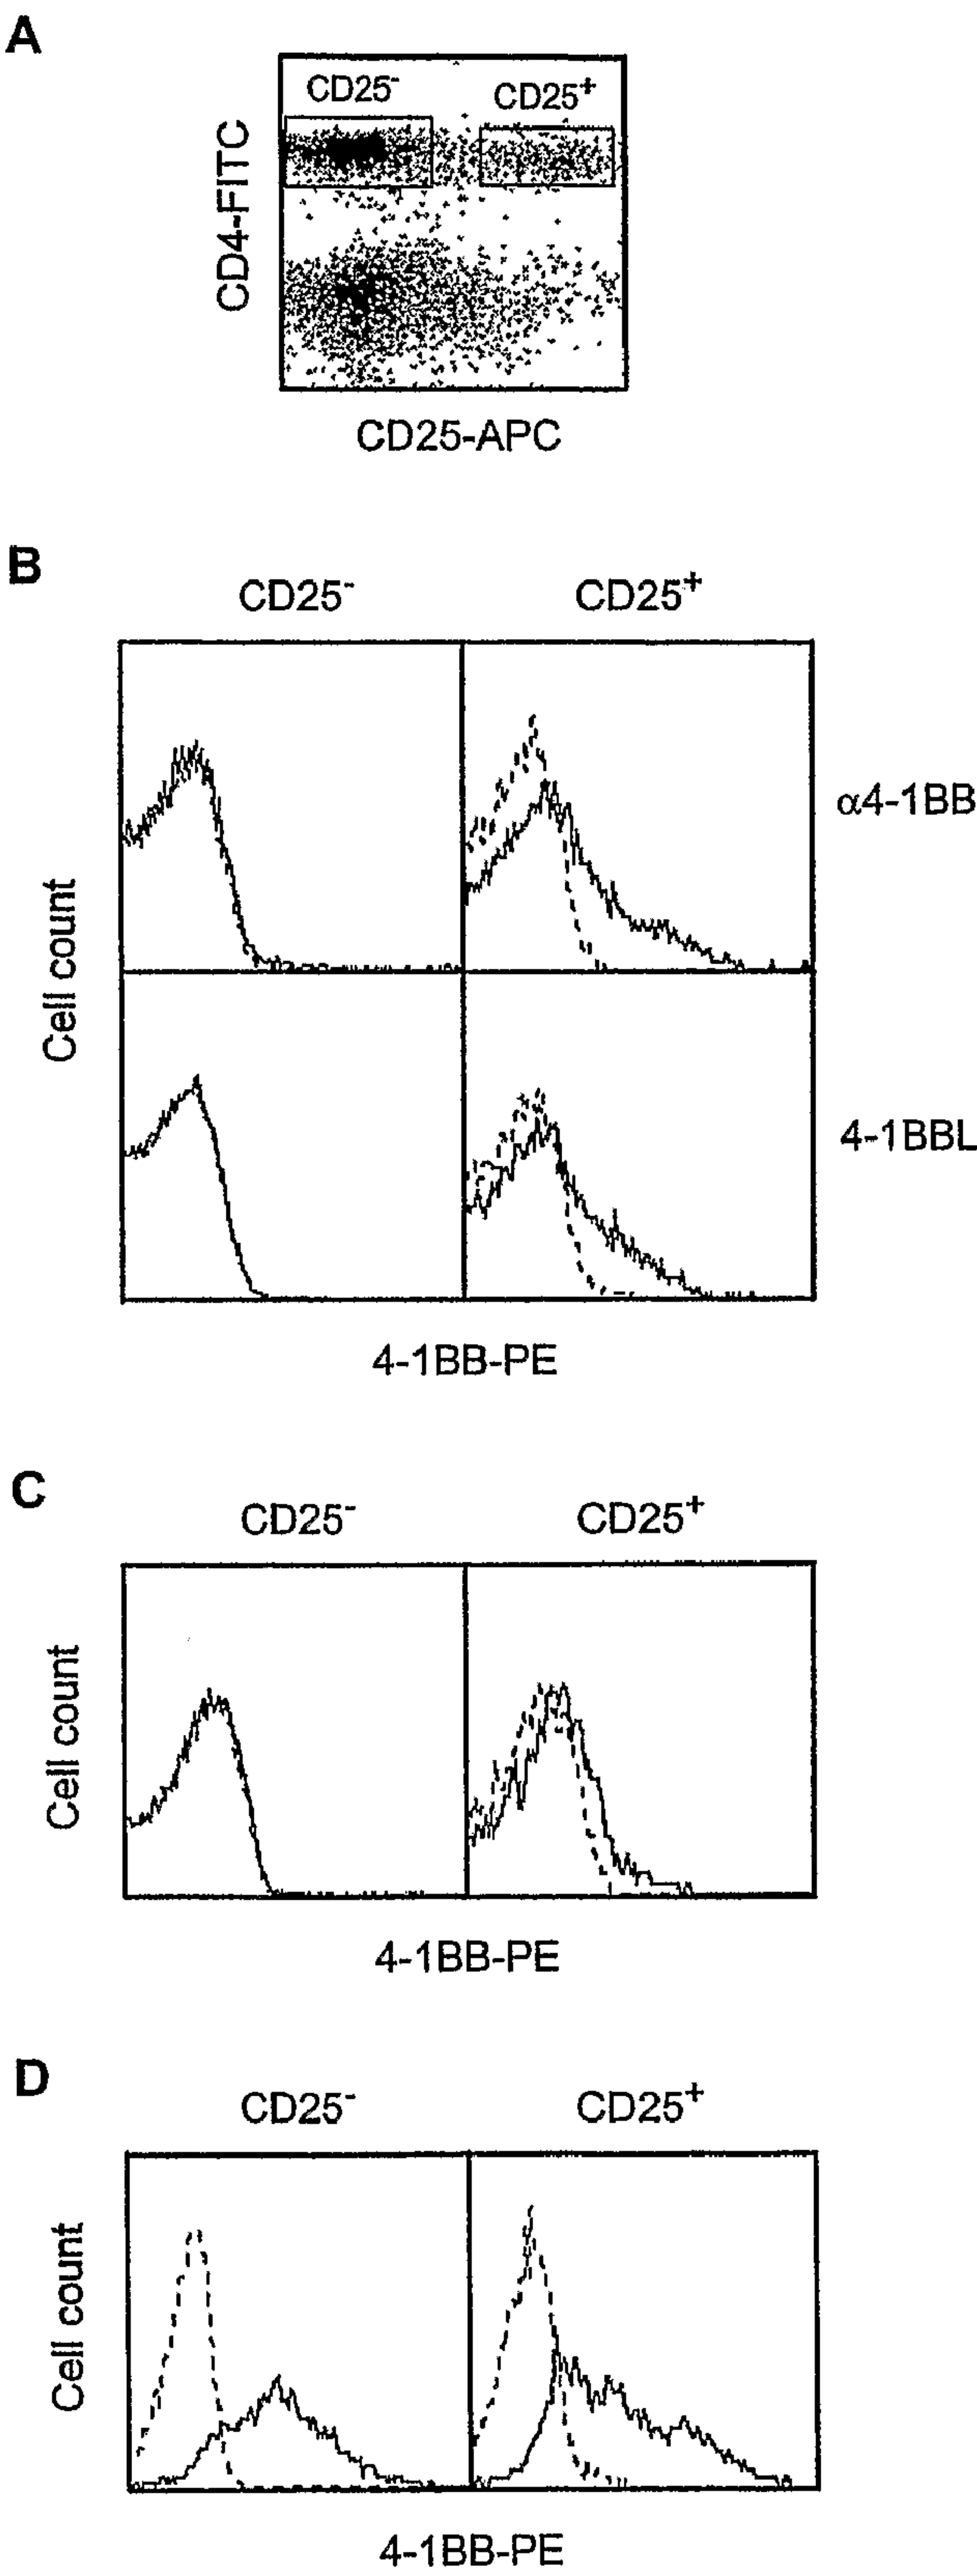 A
CD25⁻ CD25⁺
CD4-FITC
CD25-APC
B
CD25⁻ CD25⁺
α4-1BB
Cell count
4-1BBL
4-1BB-PE
C
CD25⁻ CD25⁺
Cell count
4-1BB-PE
D
CD25⁻ CD25⁺
Cell count
4-1BB-PE